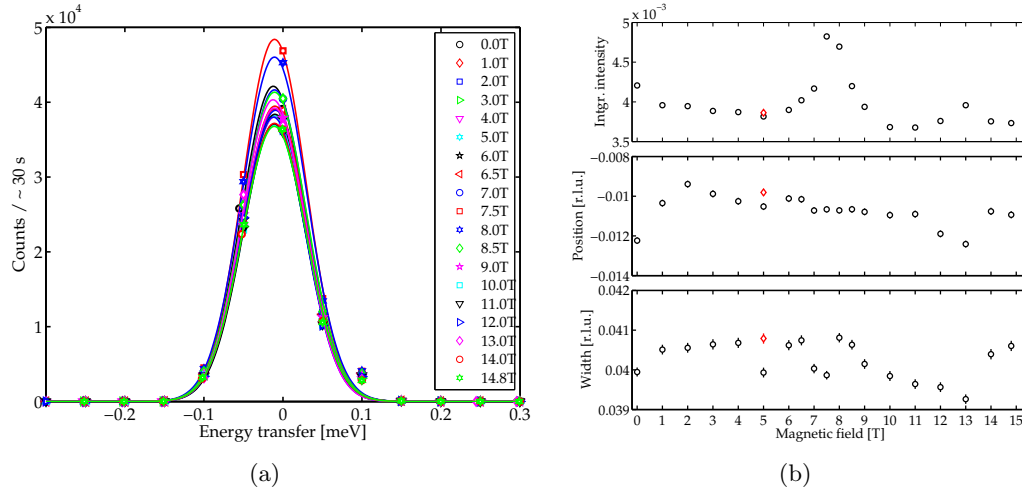 5 x 10⁴
4
3
2
1
0
Counts / ~ 30 s
−0.2
−0.1
0
0.1
0.2
0.3
Energy transfer [meV]
0.0T
1.0T
2.0T
3.0T
4.0T
5.0T
6.0T
6.5T
7.0T
7.5T
8.0T
8.5T
9.0T
10.0T
11.0T
12.0T
13.0T
14.0T
14.8T
(a)
x 10⁻³
5
4.5
4
3.5
Intgr. intensity
−0.008
−0.01
−0.012
−0.014
Position [r.l.u.]
0.042
0.041
0.04
0.039
Width [r.l.u.]
0 1 2 3 4 5 6 7 8 9 10 11 12 13 14 15
Magnetic field [T]
(b)